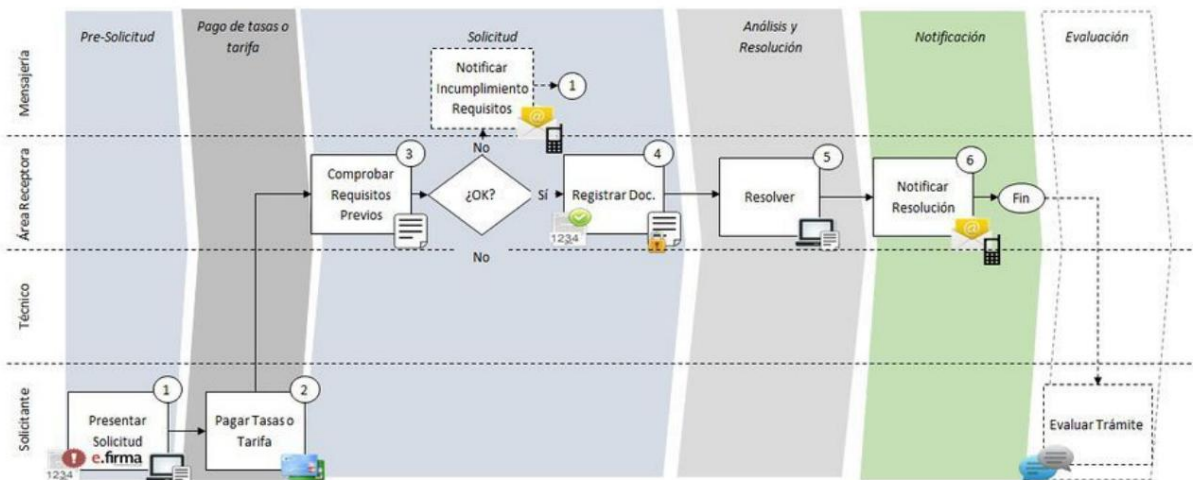 Pre-Solicitud
Pago de tasas o
tarifa
Solicitud
Análisis y
Resolución
Notificación
Evaluación
Mensajería
Notificar
Incumplimiento
Requisitos
1
@
No
Área Receptora
3
Comprobar
Requisitos
Previos
¿OK?
Sí
4
Registrar Doc.
1234
5
Resolver
6
Notificar
Resolución
@
Fin
No
Técnico
Solicitante
1
Presentar
Solicitud
e.firma
1234
2
Pagar Tasas o
Tarifa
Evaluar Trámite